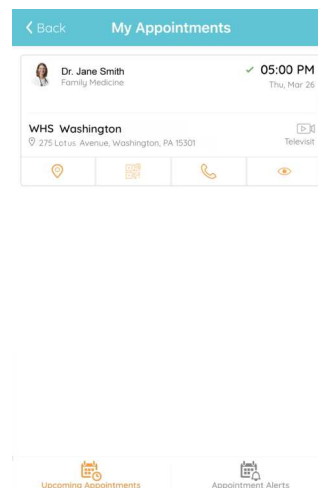 Back
My Appointments
Dr. Jane Smith
Family Medicine
05:00 PM
Thu, Mar 26
WHS Washington
275 Lotus Avenue, Washington, PA 15301
Televisit
Upcoming Appointments
Appointment Alerts